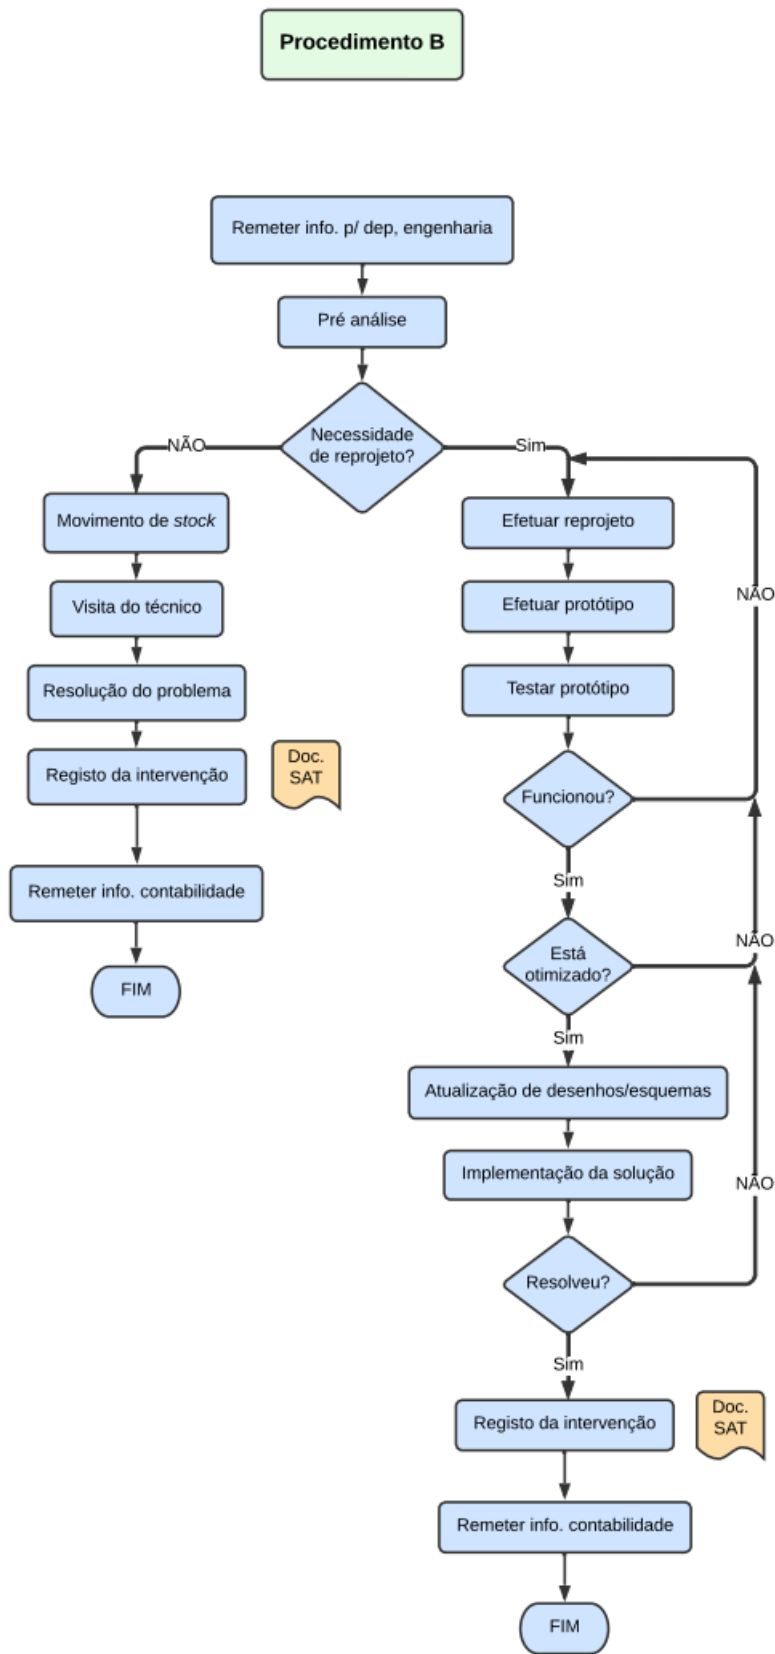 Procedimento B
Remeter info. p/ dep, engenharia
Pré análise
Necessidade
de reprojeto?
NÃO
Sim
Movimento de stock
Visita do técnico
Resolução do problema
Registo da intervenção
Doc.
SAT
Remeter info. contabilidade
FIM
Efetuar reprojeto
Efetuar protótipo
Testar protótipo
Funcionou?
NÃO
Sim
Está
otimizado?
NÃO
Sim
Atualização de desenhos/esquemas
Implementação da solução
Resolveu?
NÃO
Sim
Registo da intervenção
Doc.
SAT
Remeter info. contabilidade
FIM